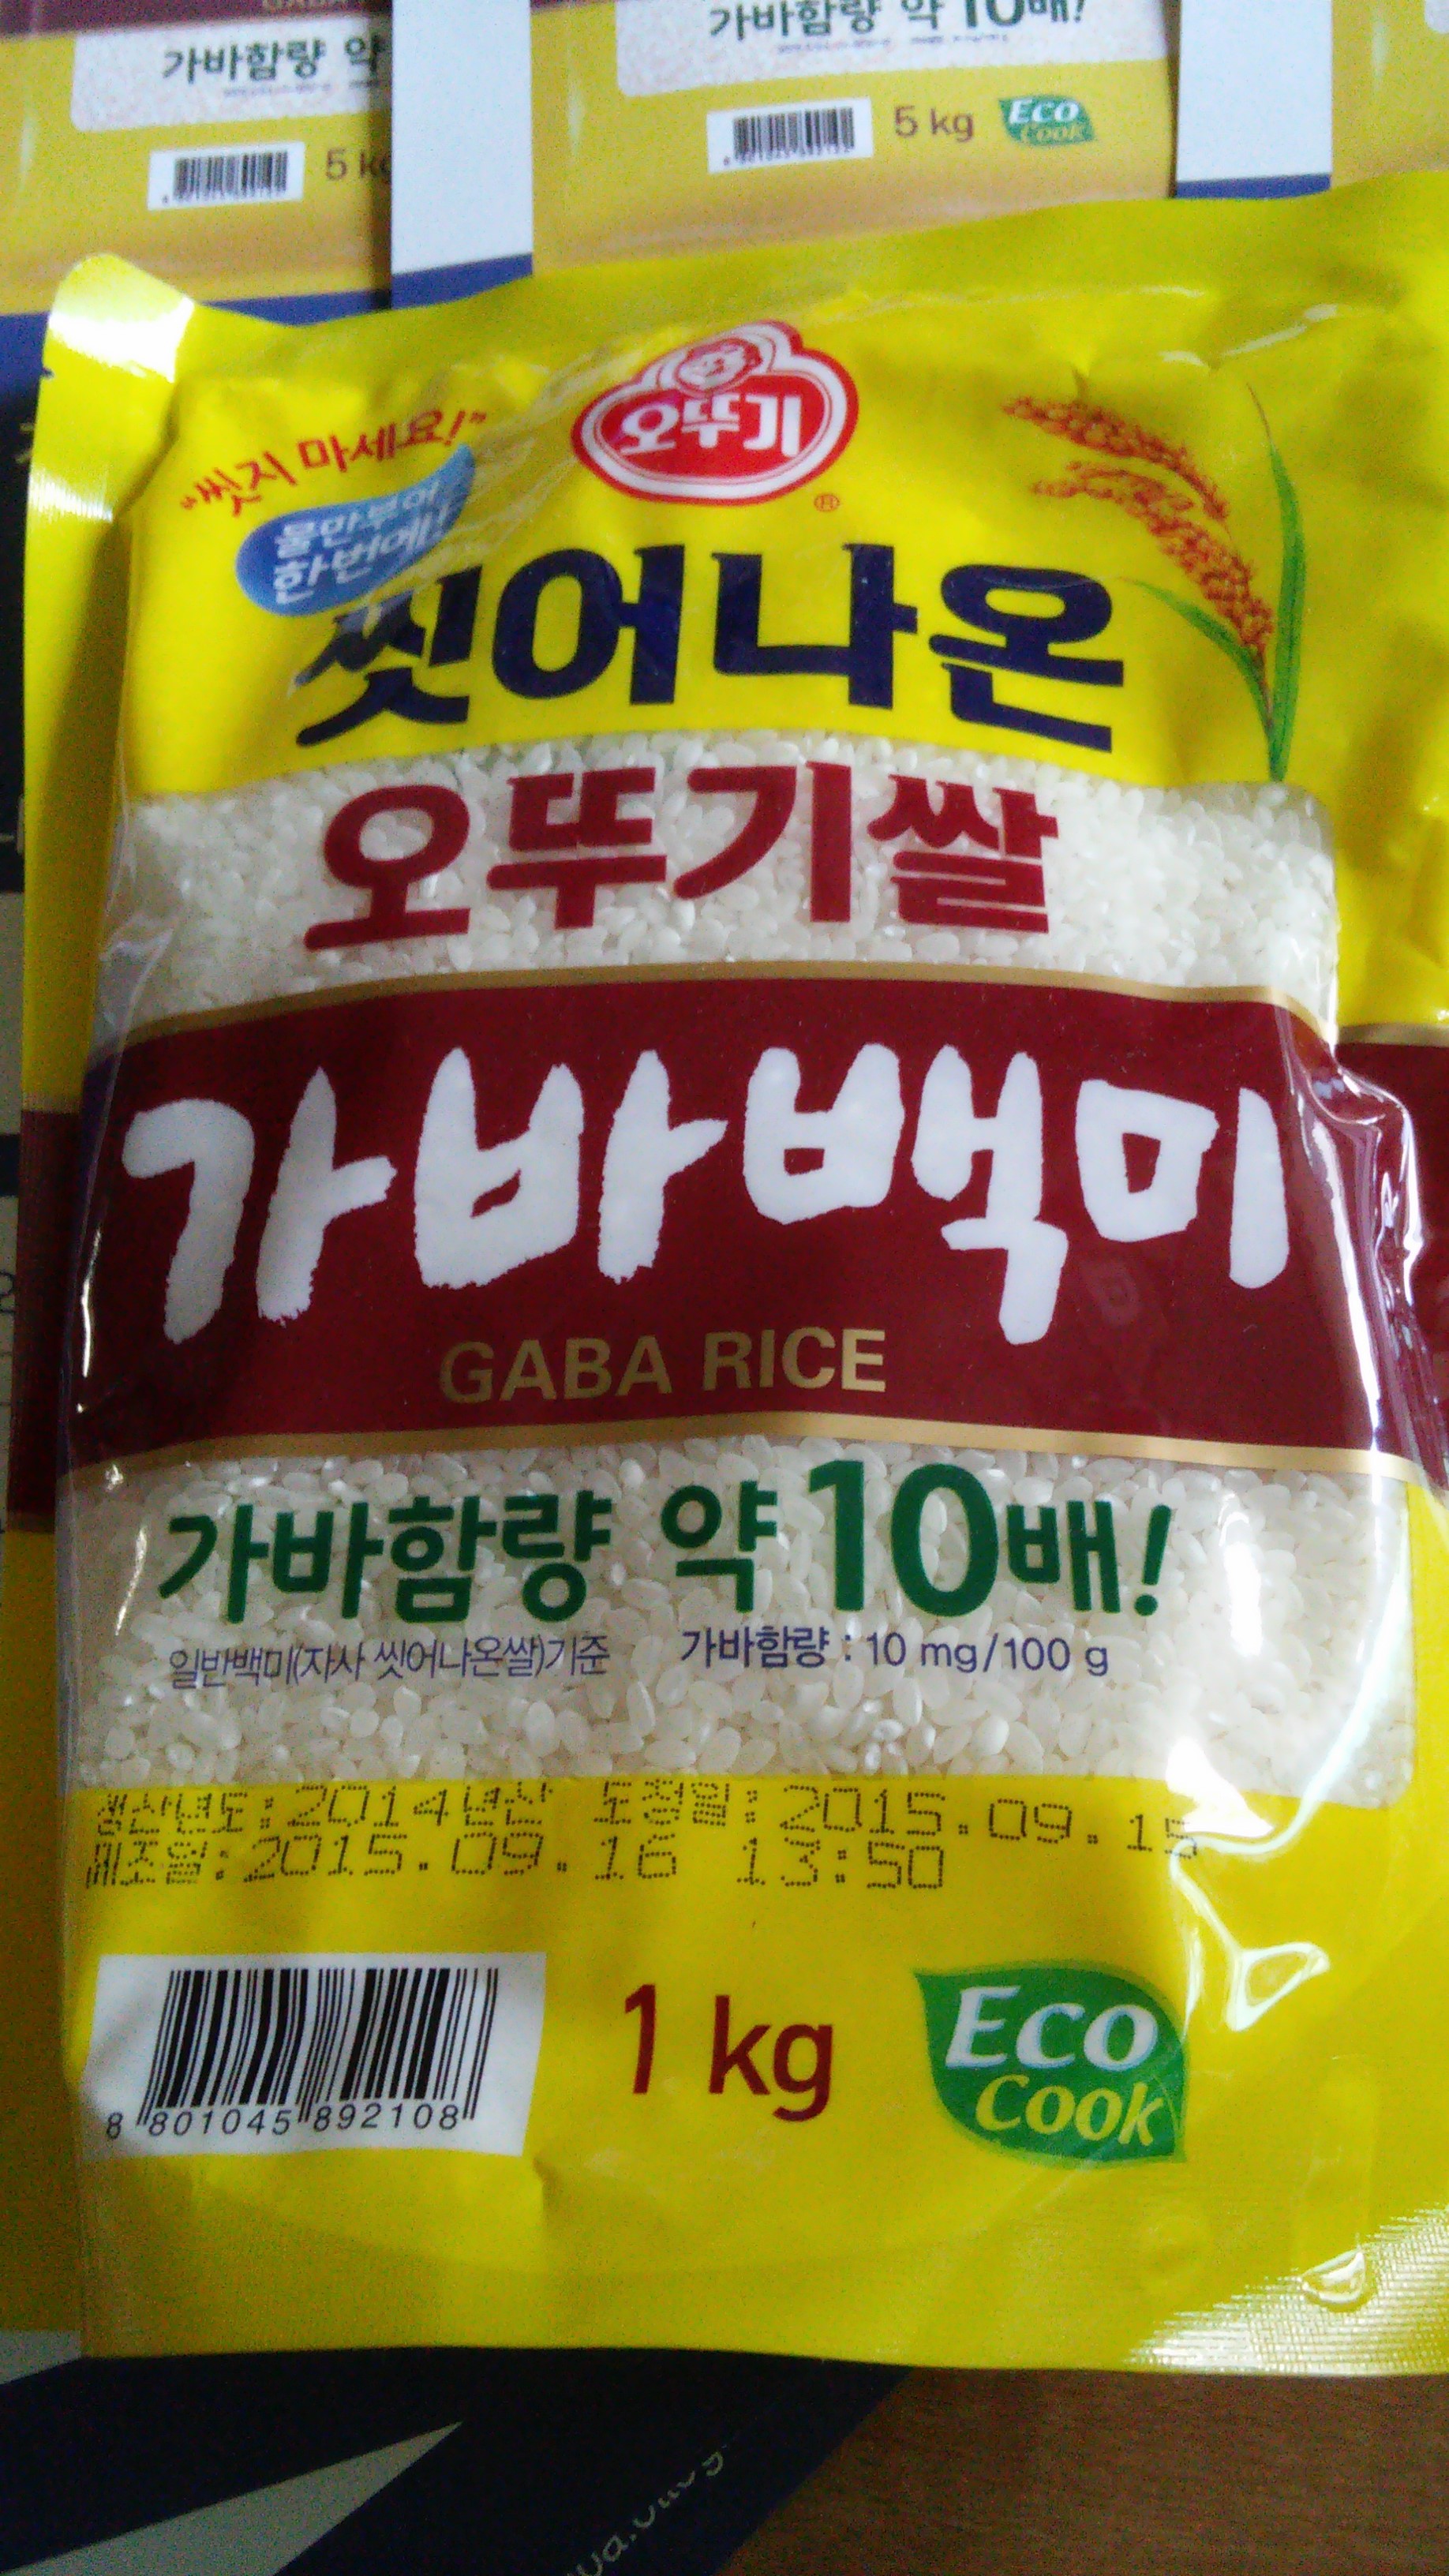 가바함량 약
가바함량 약 10배!
5 kg
Eco
Cook
오뚜기
®
"씻지 마세요!"
물만 부어
한번에!
씻어나온
오뚜기쌀
가바백미
GABA RICE
가바함량 약 10배!
일반백미(자사 씻어나온쌀)기준 가바함량 : 10 mg/100 g
생산년도:2014년산 도정일:2015.09.15
제조일:2015.09.16 13:50
8 801045 892108
1 kg
Eco
Cook